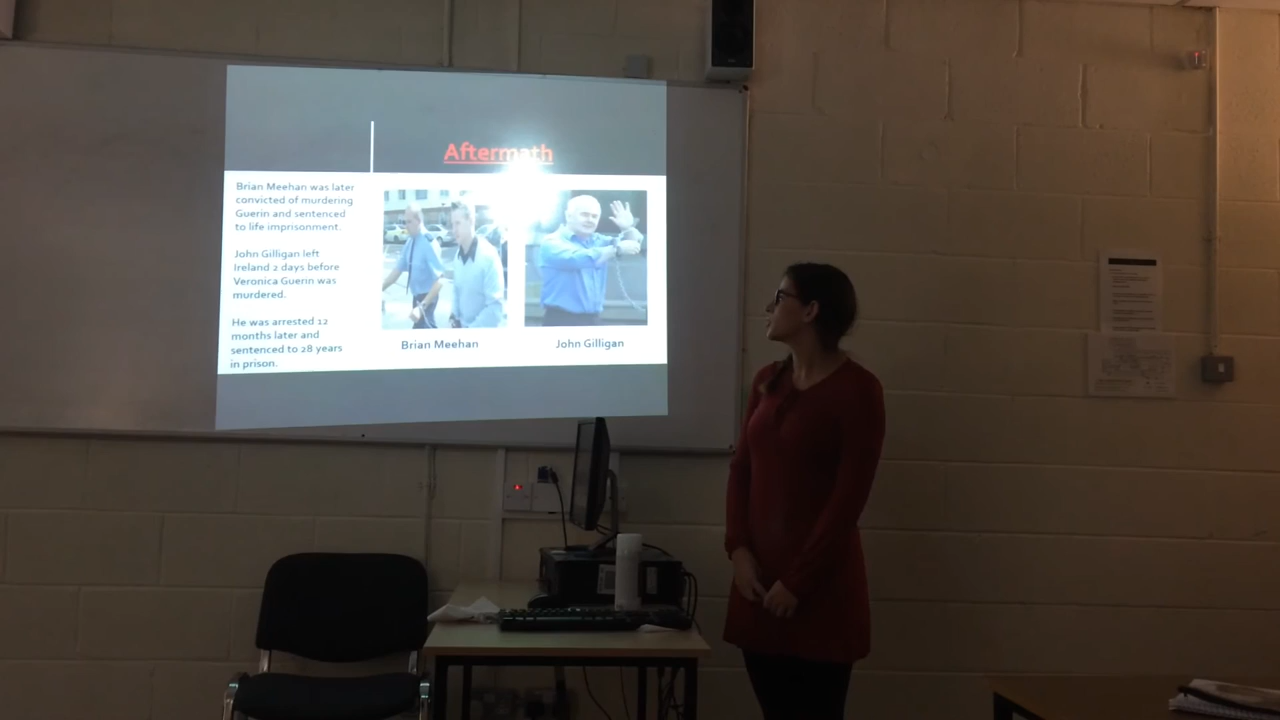 Aftermath
Brian Meehan was later
convicted of murdering
Guerin and sentenced
to life imprisonment.
John Gilligan left
Ireland 2 days before
Veronica Guerin was
murdered.
He was arrested 12
months later and
sentenced to 28 years
in prison.
Brian Meehan
John Gilligan